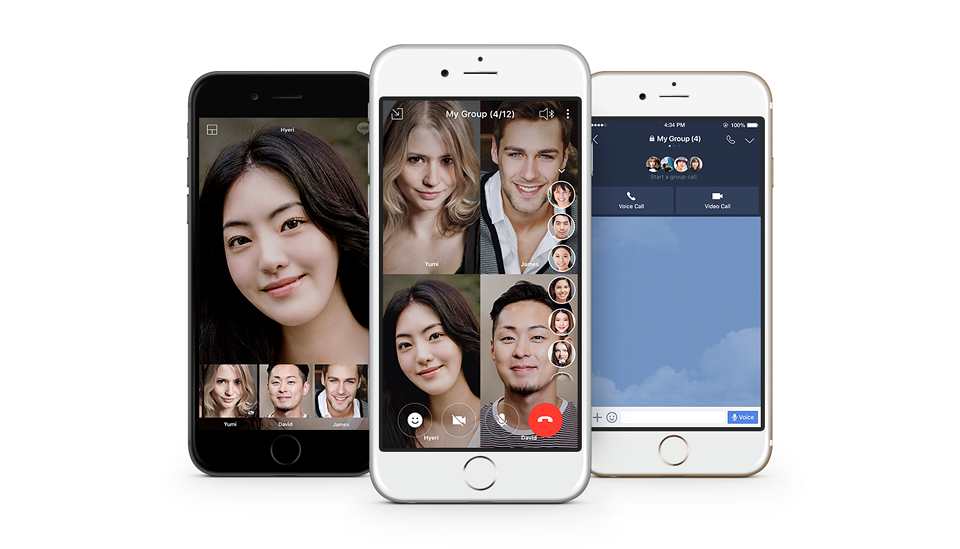 Hyeri
Yumi
David
James
My Group (4/12)
Yumi
James
Hyeri
David
4:34 PM
100%
My Group (4)
Start a group call.
Voice Call
Video Call
Voice